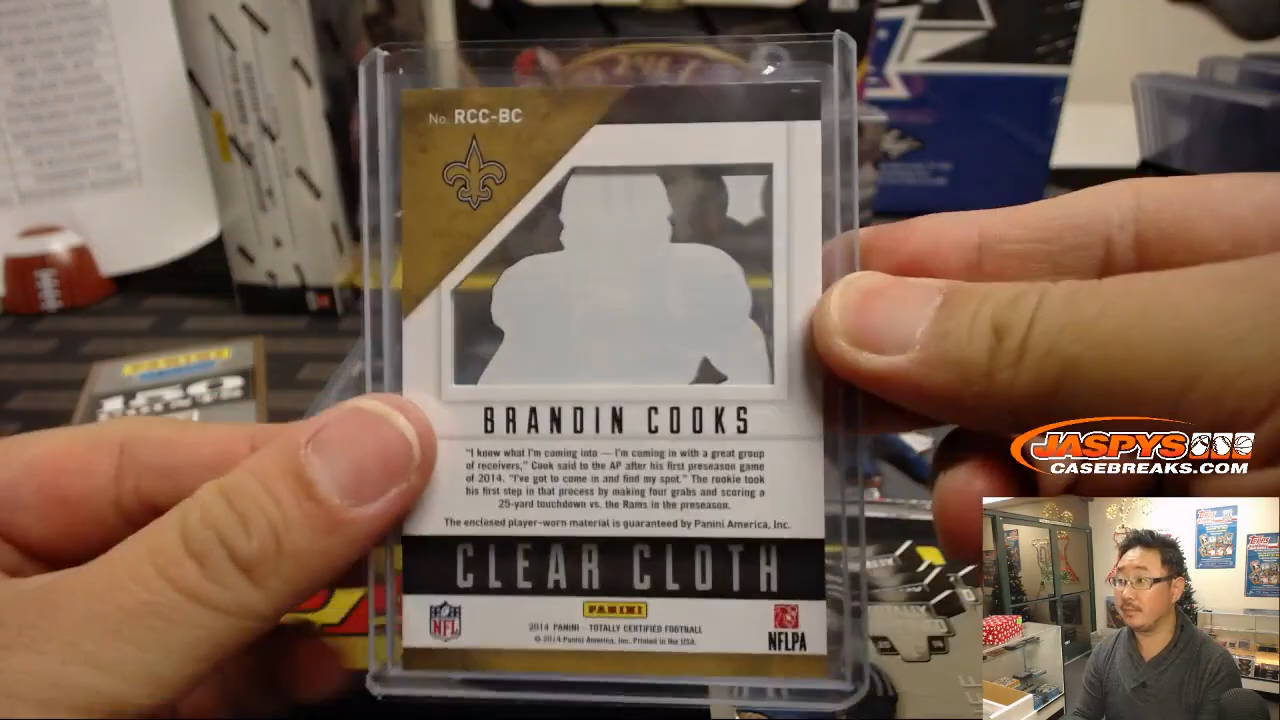 No. RCC-BC
BRANDIN COOKS
"I know what I'm coming into — I'm coming in with a great group
of receivers," Cook said to the AP after his first preseason game
of 2014. "I've got to come in and find my spot." The rookie took
his first step in that process by making four grabs and scoring a
25-yard touchdown vs. the Rams in the preseason.
The enclosed player-worn material is guaranteed by Panini America, Inc.
CLEAR CLOTH
NFL
PANINI
NFLPA
2014 PANINI - TOTALLY CERTIFIED FOOTBALL
© 2014 Panini America, Inc. Printed in the USA.
PANINI
JASPYS
CASEBREAKS.COM
Topps